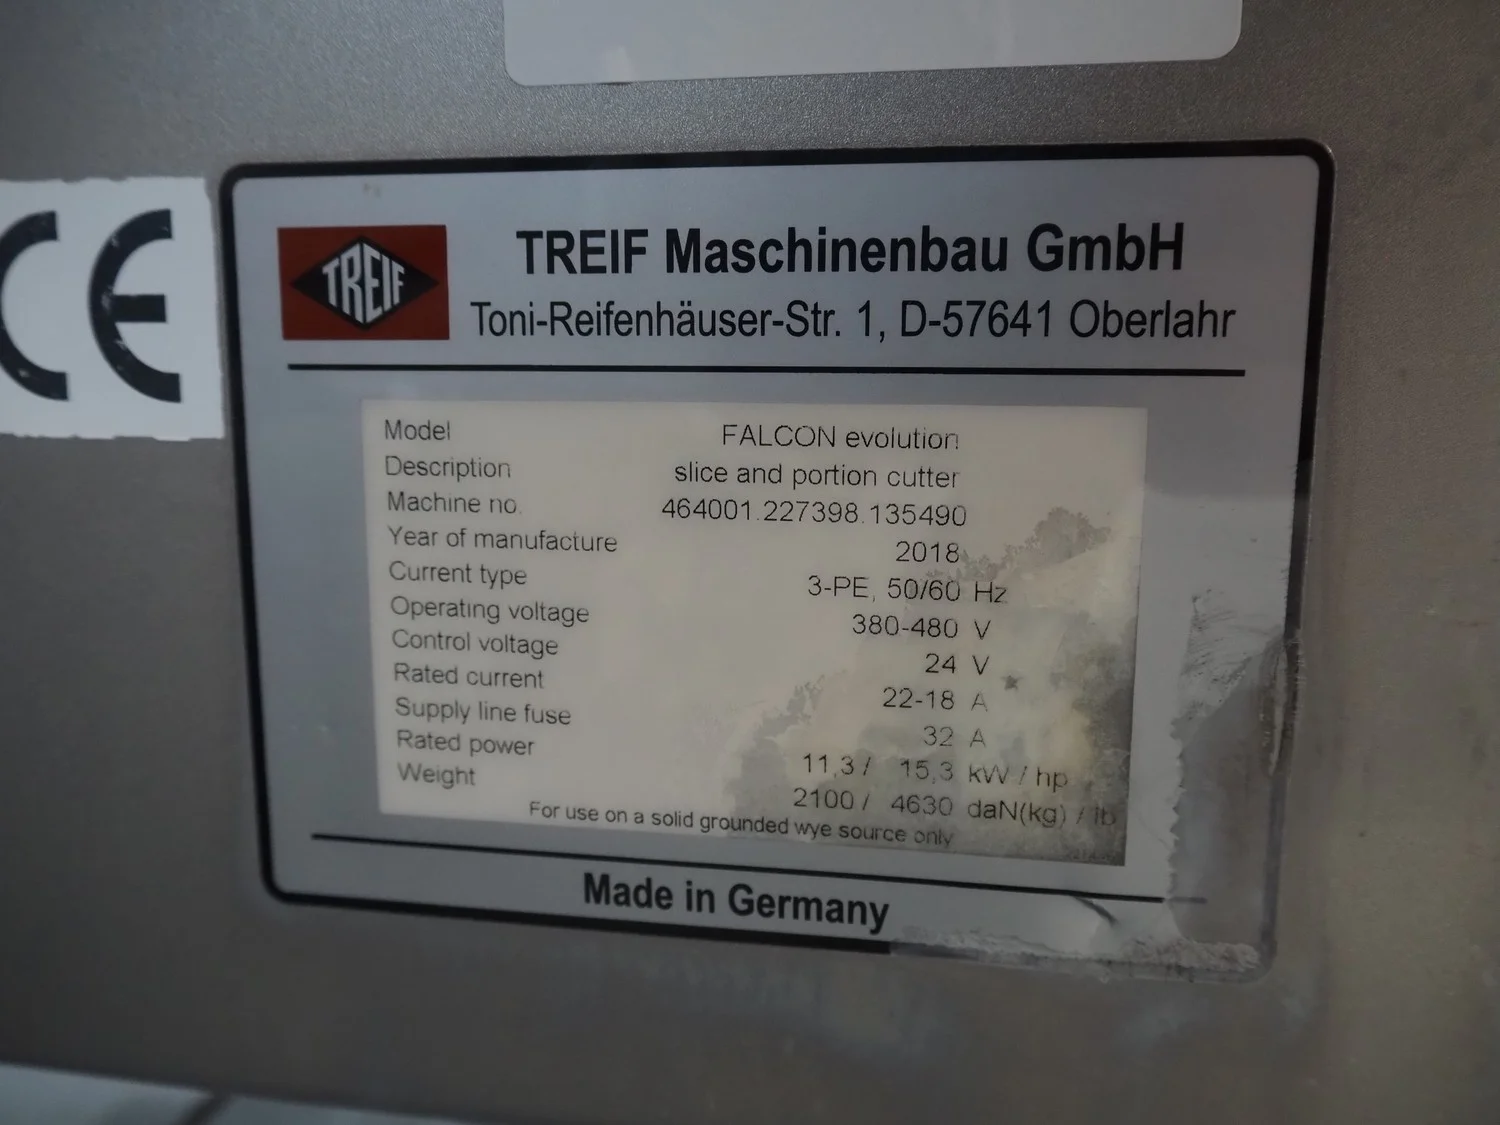 CE
TREIF
TREIF Maschinenbau GmbH
Toni-Reifenhäuser-Str. 1, D-57641 Oberlahr
Model FALCON evolution
Description slice and portion cutter
Machine no. 464001.227398.135490
Year of manufacture 2018
Current type 3-PE, 50/60 Hz
Operating voltage 380-480 V
Control voltage 24 V
Rated current 22-18 A
Supply line fuse 32 A
Rated power 11,3 / 15,3 kW / hp
Weight 2100 / 4630 daN(kg) / lb
For use on a solid grounded wye source only
Made in Germany